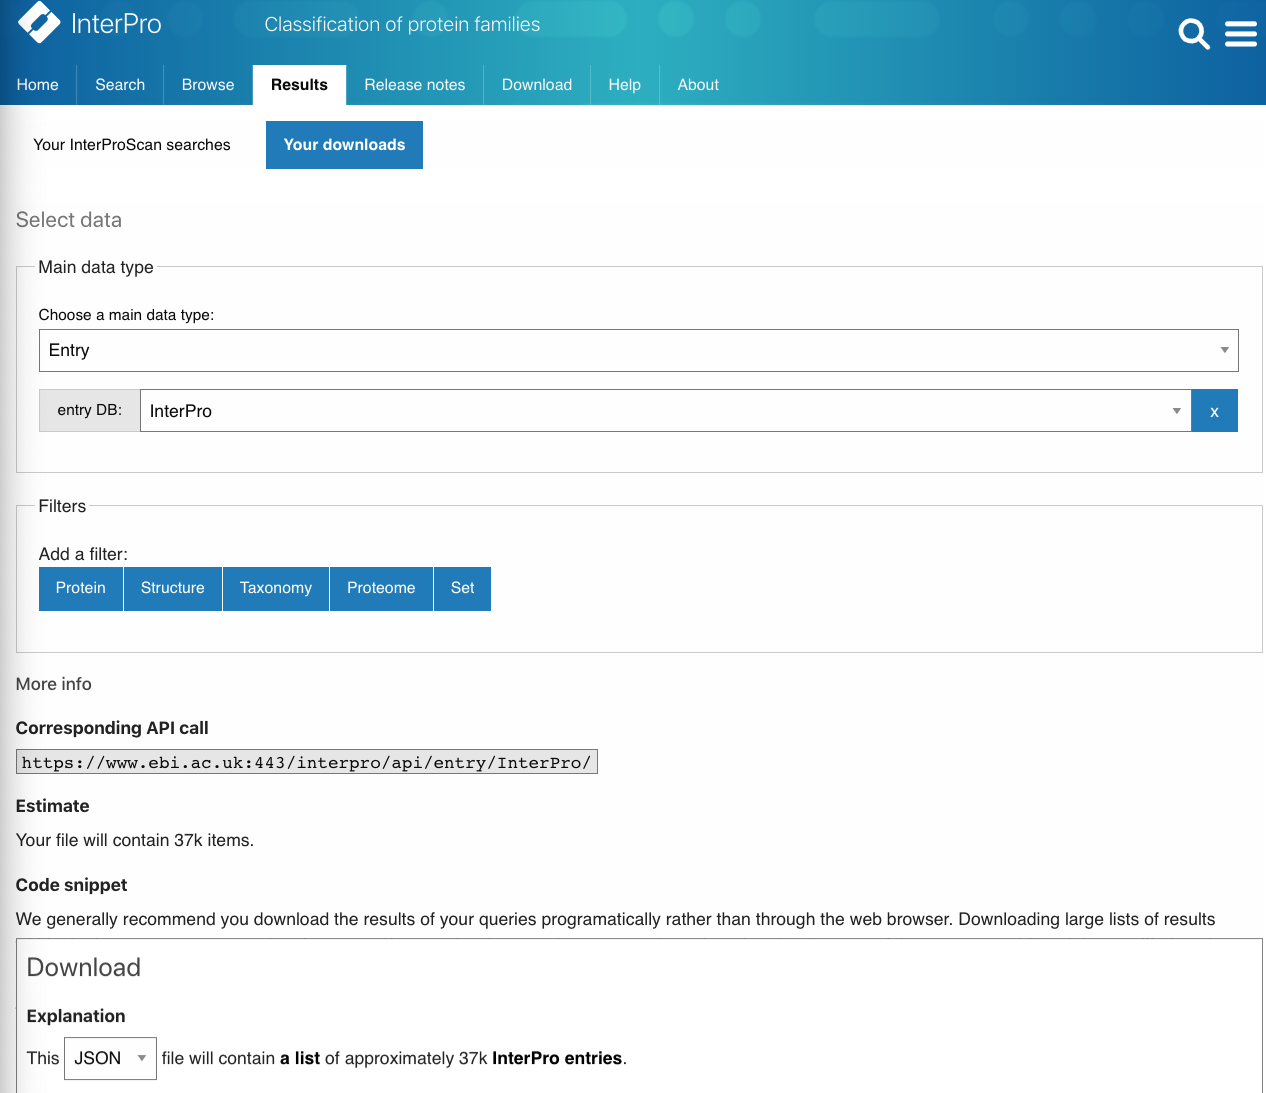 InterPro
Classification of protein families
Home Search Browse Results Release notes Download Help About
Your InterProScan searches Your downloads
Select data
Main data type
Choose a main data type:
Entry
entry DB: InterPro x
Filters
Add a filter:
Protein Structure Taxonomy Proteome Set
More info
Corresponding API call
https://www.ebi.ac.uk:443/interpro/api/entry/InterPro/
Estimate
Your file will contain 37k items.
Code snippet
We generally recommend you download the results of your queries programatically rather than through the web browser. Downloading large lists of results
Download
Explanation
This JSON file will contain a list of approximately 37k InterPro entries.